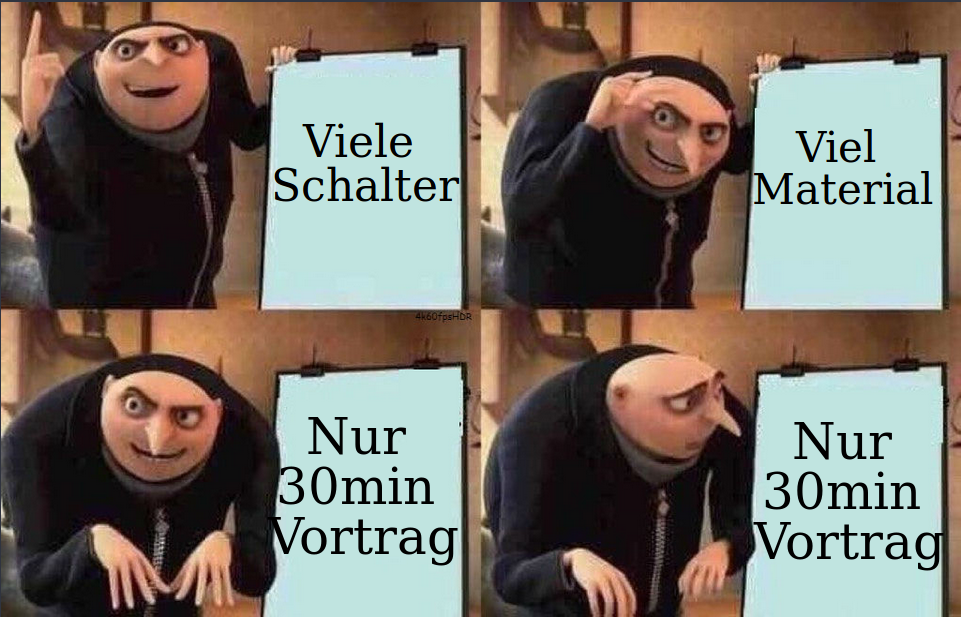 Viele
Schalter
Viel
Material
4k60fpsHDR
Nur
30min
Vortrag
Nur
30min
Vortrag